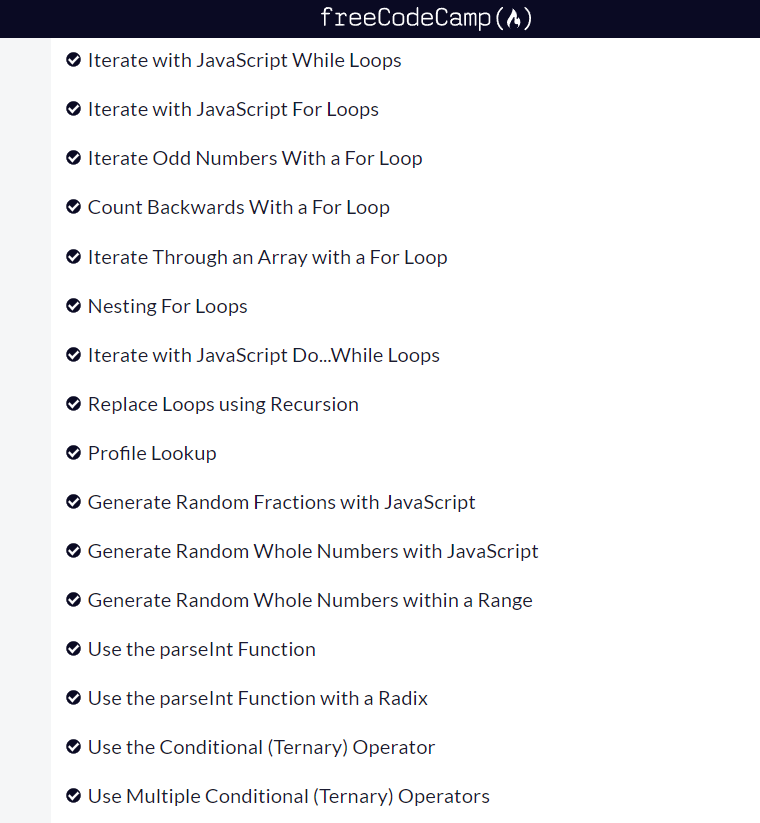 freeCodeCamp(🔥)
Iterate with JavaScript While Loops
Iterate with JavaScript For Loops
Iterate Odd Numbers With a For Loop
Count Backwards With a For Loop
Iterate Through an Array with a For Loop
Nesting For Loops
Iterate with JavaScript Do...While Loops
Replace Loops using Recursion
Profile Lookup
Generate Random Fractions with JavaScript
Generate Random Whole Numbers with JavaScript
Generate Random Whole Numbers within a Range
Use the parseInt Function
Use the parseInt Function with a Radix
Use the Conditional (Ternary) Operator
Use Multiple Conditional (Ternary) Operators